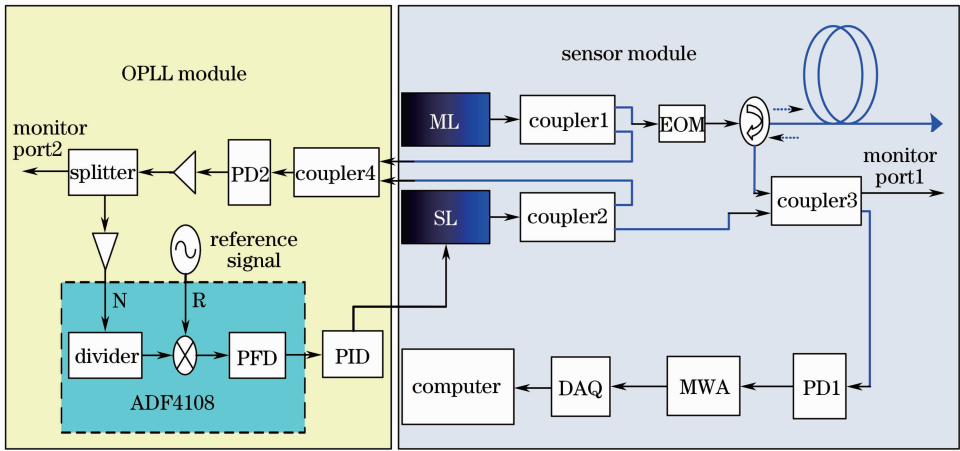 OPLL module
sensor module
monitor
port2
splitter
PD2
coupler4
ML
coupler1
EOM
monitor
port1
SL
coupler2
coupler3
reference
signal
N
R
divider
PFD
PID
ADF4108
computer
DAQ
MWA
PD1